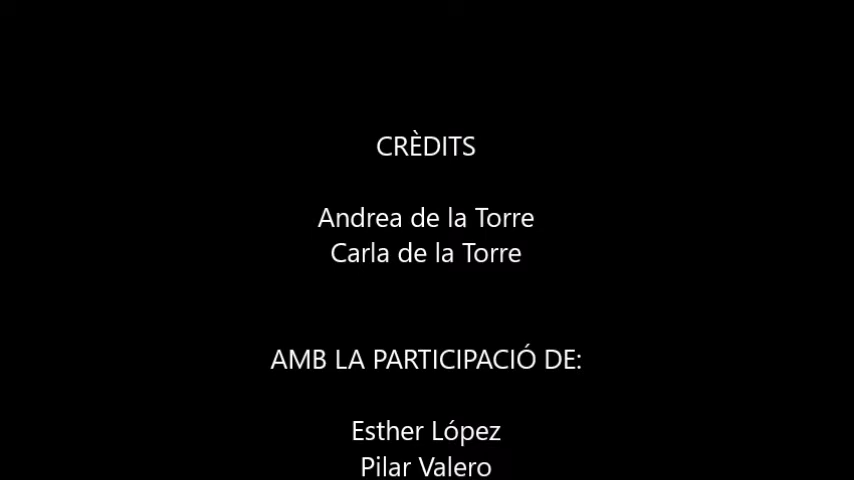 CRÈDITS
Andrea de la Torre
Carla de la Torre
AMB LA PARTICIPACIÓ DE:
Esther López
Pilar Valero